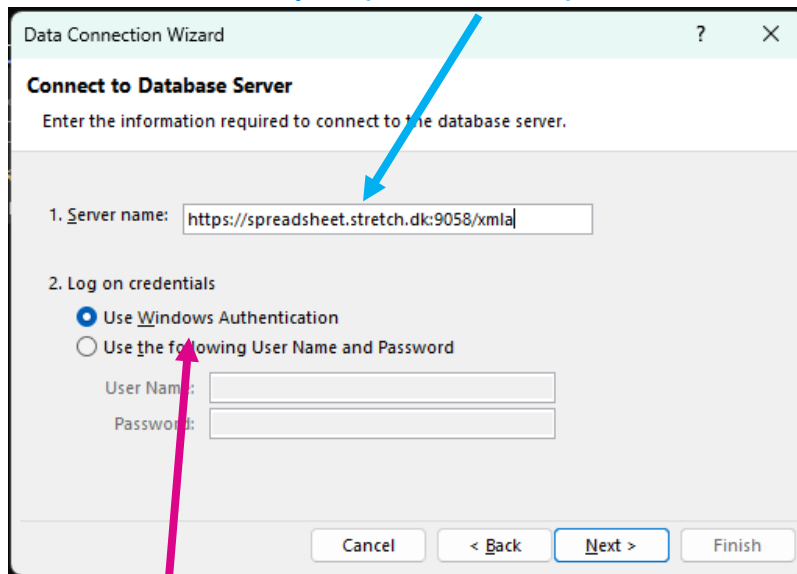 Data Connection Wizard
Connect to Database Server
Enter the information required to connect to the database server.
1. Server name: https://spreadsheet.stretch.dk:9058/xmla
2. Log on credentials
Use Windows Authentication
Use the following User Name and Password
User Name:
Password:
Cancel < Back Next > Finish